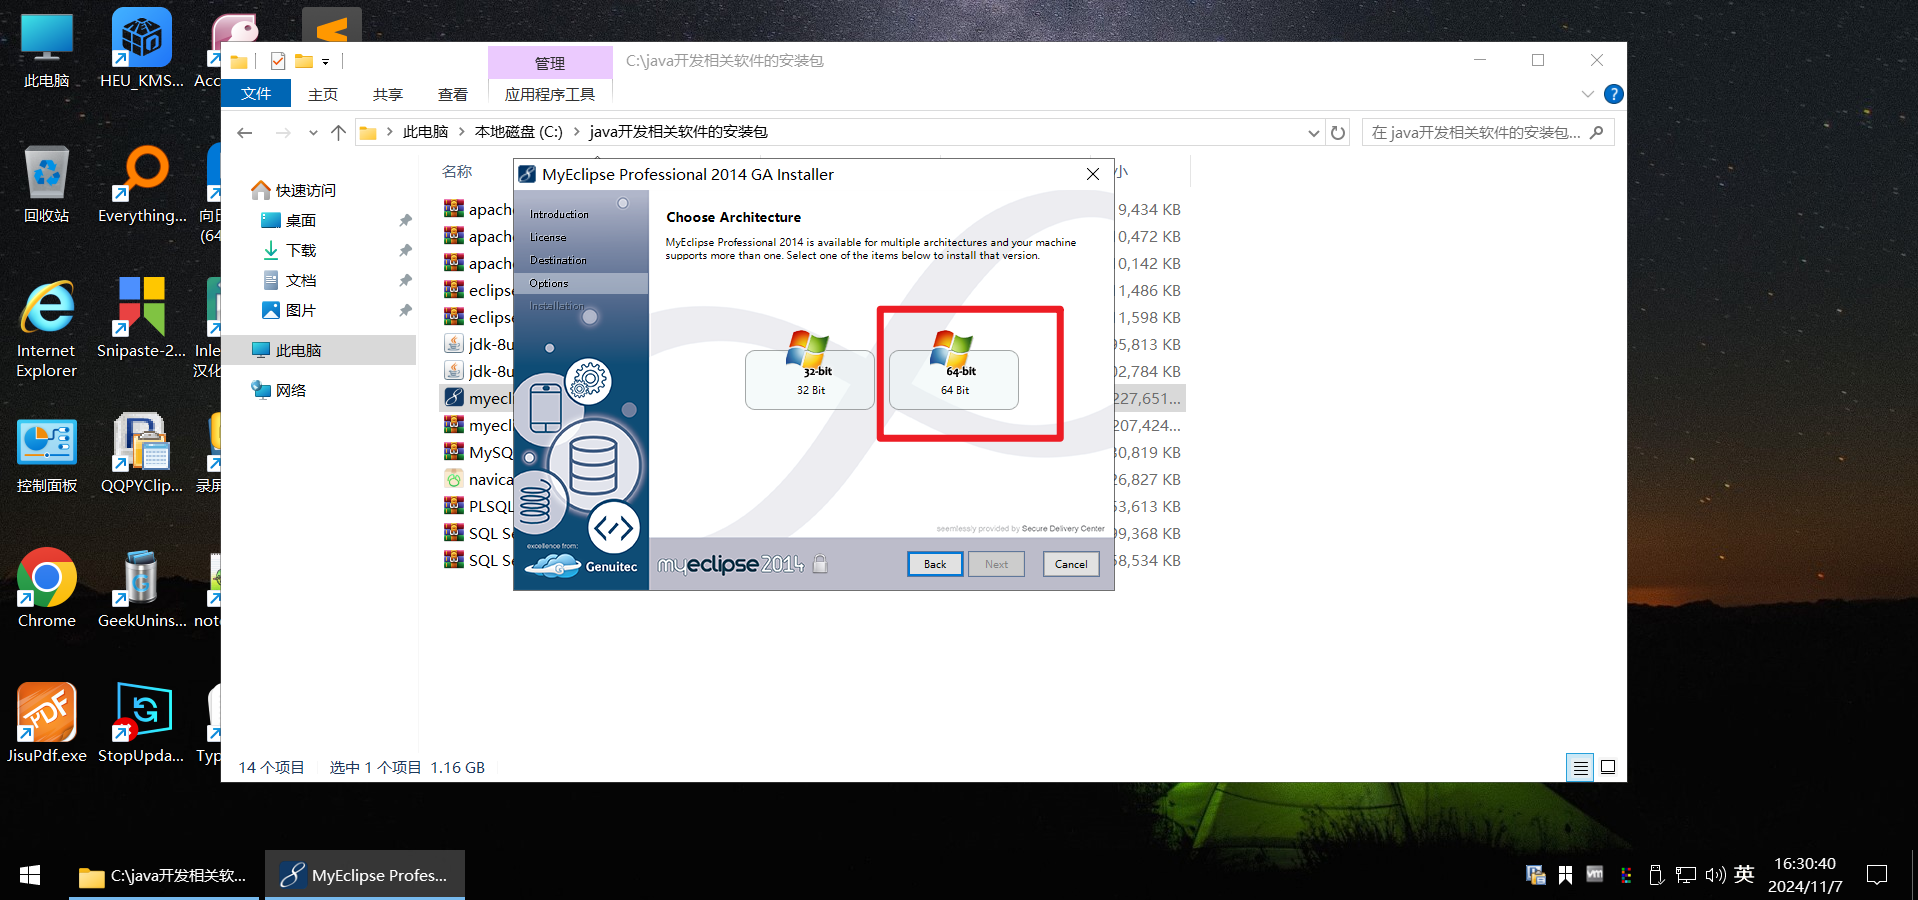 此电脑
HEU_KMS...
Acc
回收站
Everything...
向日
(64
Internet
Explorer
Snipaste-2...
Inle
汉化
控制面板
QQPYClip...
录屏
Chrome
GeekUnins...
note
JisuPdf.exe
StopUpda...
Typ
管理
C:\java开发相关软件的安装包
文件
主页
共享
查看
应用程序工具
此电脑
本地磁盘 (C:)
java开发相关软件的安装包
在 java开发相关软件的安装包...
快速访问
桌面
下载
文档
图片
此电脑
网络
名称
小
apach
9,434 KB
apach
0,472 KB
apach
0,142 KB
eclips
1,486 KB
eclips
1,598 KB
jdk-8u
95,813 KB
jdk-8u
02,784 KB
myecl
227,651...
myecl
207,424...
MySQ
30,819 KB
navica
26,827 KB
PLSQL
53,613 KB
SQL Se
99,368 KB
SQL Se
58,534 KB
MyEclipse Professional 2014 GA Installer
Introduction
License
Destination
Options
Installation
Choose Architecture
MyEclipse Professional 2014 is available for multiple architectures and your machine
supports more than one. Select one of the items below to install that version.
32-bit
32 Bit
64-bit
64 Bit
seemlessly provided by Secure Delivery Center
excellence from:
Genuitec
myeclipse 2014
Back
Next
Cancel
14 个项目
选中 1 个项目 1.16 GB
C:\java开发相关软...
MyEclipse Profes...
英
16:30:40
2024/11/7